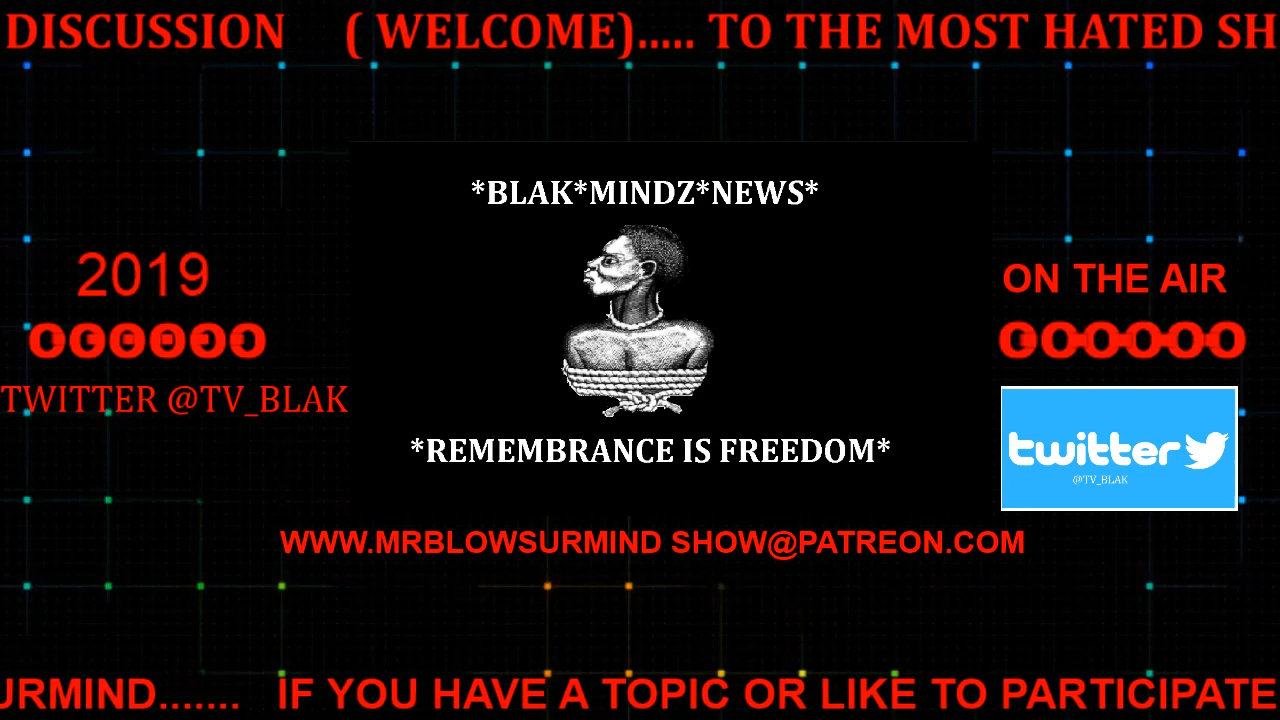 DISCUSSION ( WELCOME)..... TO THE MOST HATED SH
*BLAK*MINDZ*NEWS*
2019
ON THE AIR
TWITTER @TV_BLAK
twitter
@TV_BLAK
*REMEMBRANCE IS FREEDOM*
WWW.MRBLOWSURMIND SHOW@PATREON.COM
URMIND....... IF YOU HAVE A TOPIC OR LIKE TO PARTICIPATE